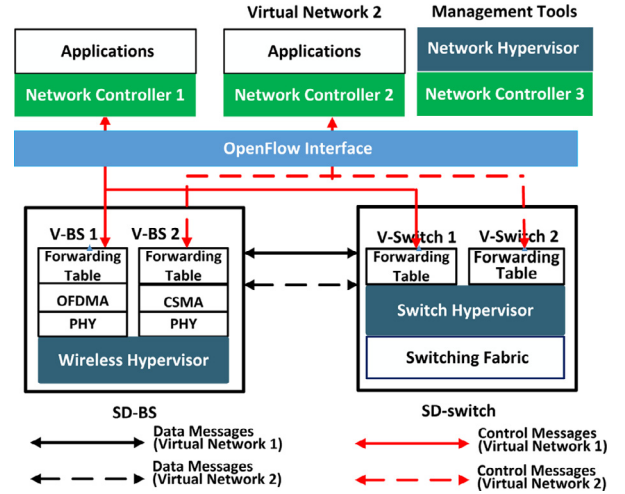 Virtual Network 2
Management Tools
Applications
Applications
Network Hypervisor
Network Controller 1
Network Controller 2
Network Controller 3
OpenFlow Interface
V-BS 1
V-BS 2
V-Switch 1
V-Switch 2
Forwarding
Table
Forwarding
Table
Forwarding
Table
Forwarding
Table
OFDMA
CSMA
PHY
PHY
Switch Hypervisor
Wireless Hypervisor
Switching Fabric
SD-BS
SD-switch
Data Messages
(Virtual Network 1)
Control Messages
(Virtual Network 1)
Data Messages
(Virtual Network 2)
Control Messages
(Virtual Network 2)